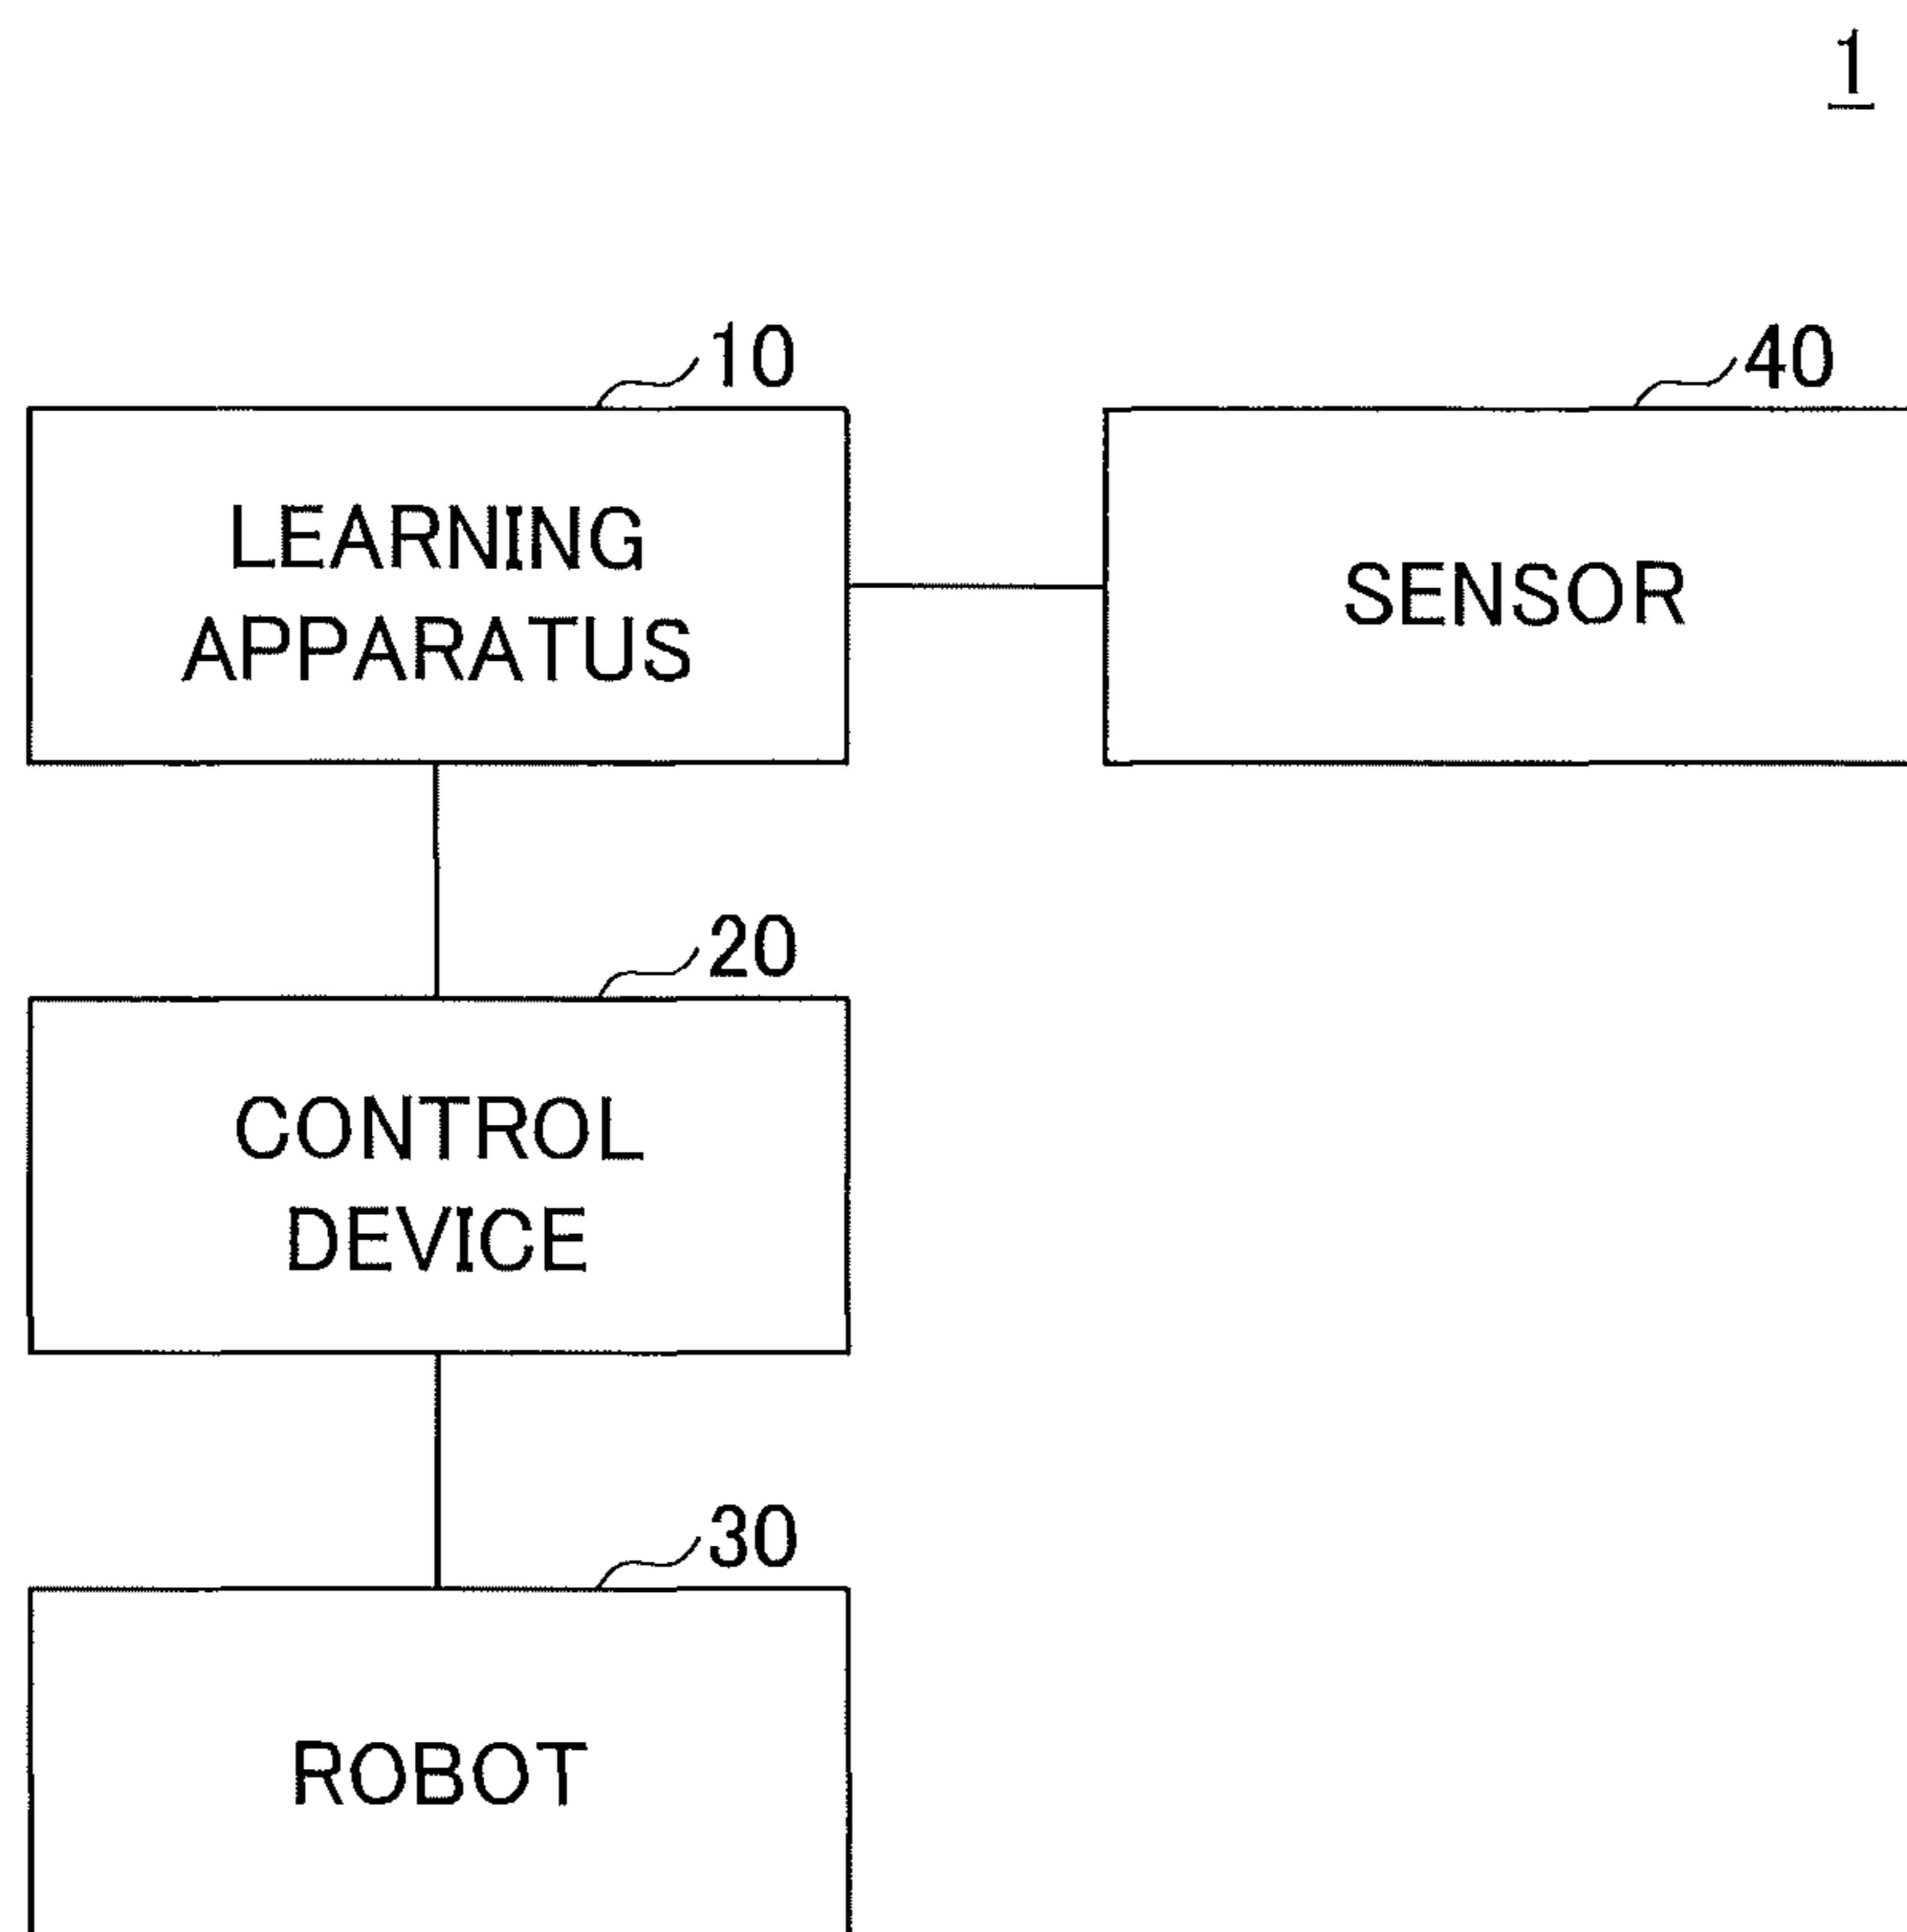 1
10
LEARNING
APPARATUS
40
SENSOR
20
CONTROL
DEVICE
30
ROBOT